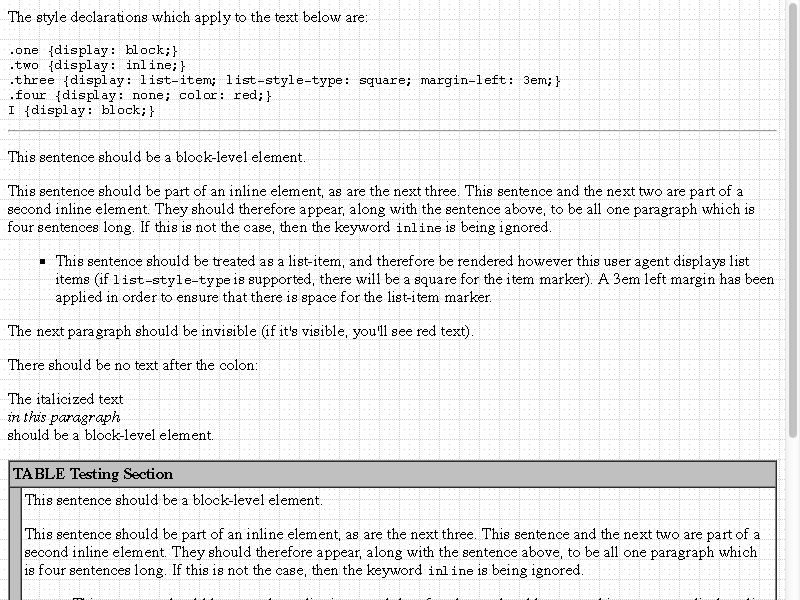 The style declarations which apply to the text below are:
.one {display: block;}
.two {display: inline;}
.three {display: list-item; list-style-type: square; margin-left: 3em;}
.four {display: none; color: red;}
I {display: block;}
This sentence should be a block-level element.
This sentence should be part of an inline element, as are the next three. This sentence and the next two are part of a
second inline element. They should therefore appear, along with the sentence above, to be all one paragraph which is
four sentences long. If this is not the case, then the keyword inline is being ignored.
This sentence should be treated as a list-item, and therefore be rendered however this user agent displays list
items (if list-style-type is supported, there will be a square for the item marker). A 3em left margin has been
applied in order to ensure that there is space for the list-item marker.
The next paragraph should be invisible (if it's visible, you'll see red text).
There should be no text after the colon:
The italicized text
in this paragraph
should be a block-level element.
TABLE Testing Section
This sentence should be a block-level element.
This sentence should be part of an inline element, as are the next three. This sentence and the next two are part of a
second inline element. They should therefore appear, along with the sentence above, to be all one paragraph which
is four sentences long. If this is not the case, then the keyword inline is being ignored.